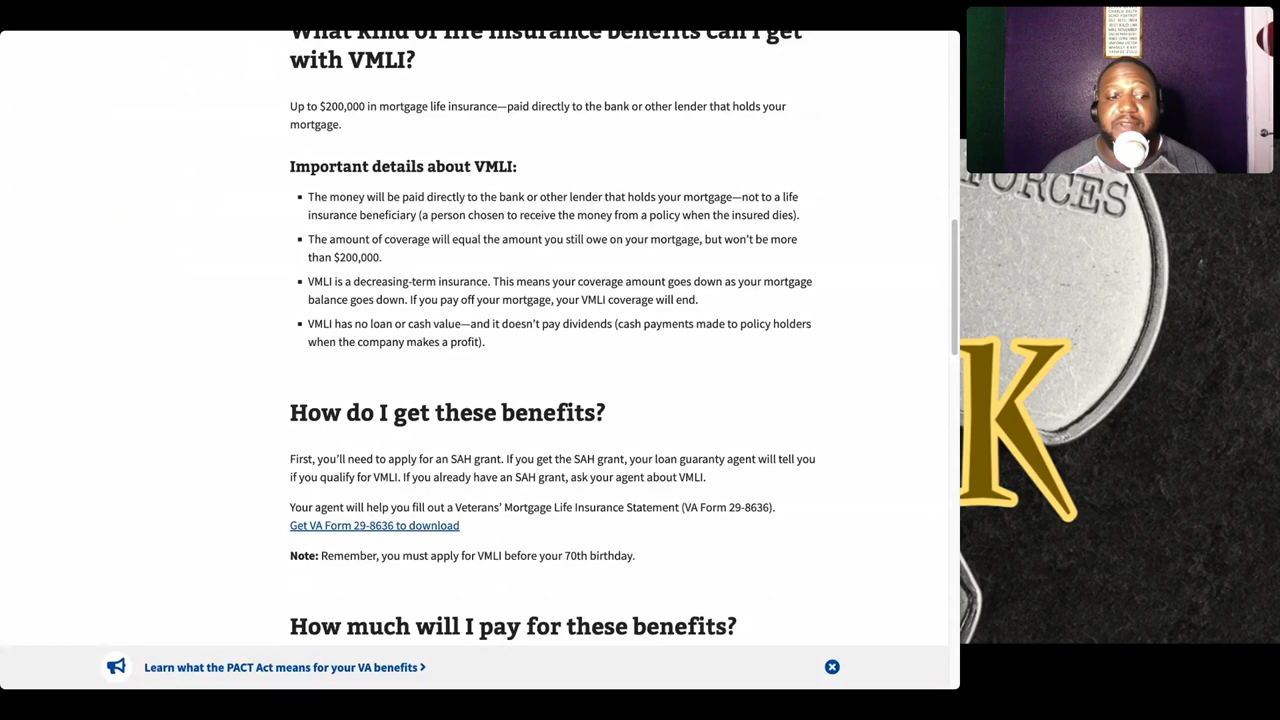 What kind of life insurance benefits can I get
with VMLI?
Up to $200,000 in mortgage life insurance—paid directly to the bank or other lender that holds your
mortgage.
Important details about VMLI:
▪ The money will be paid directly to the bank or other lender that holds your mortgage—not to a life
insurance beneficiary (a person chosen to receive the money from a policy when the insured dies).
▪ The amount of coverage will equal the amount you still owe on your mortgage, but won't be more
than $200,000.
▪ VMLI is a decreasing-term insurance. This means your coverage amount goes down as your mortgage
balance goes down. If you pay off your mortgage, your VMLI coverage will end.
▪ VMLI has no loan or cash value—and it doesn't pay dividends (cash payments made to policy holders
when the company makes a profit).
How do I get these benefits?
First, you'll need to apply for an SAH grant. If you get the SAH grant, your loan guaranty agent will tell you
if you qualify for VMLI. If you already have an SAH grant, ask your agent about VMLI.
Your agent will help you fill out a Veterans' Mortgage Life Insurance Statement (VA Form 29-8636).
Get VA Form 29-8636 to download
Note: Remember, you must apply for VMLI before your 70th birthday.
How much will I pay for these benefits?
Learn what the PACT Act means for your VA benefits
FORCES
K